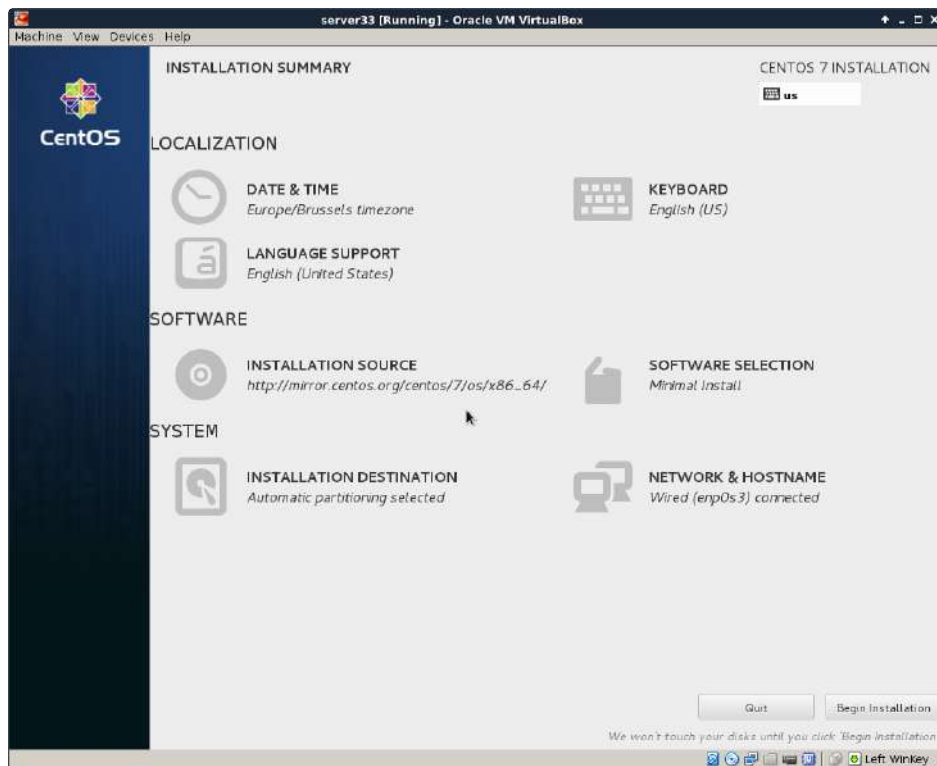 server33 [Running] - Oracle VM VirtualBox
Machine View Devices Help
INSTALLATION SUMMARY
CENTOS 7 INSTALLATION
us
CentOS
LOCALIZATION
DATE & TIME
Europe/Brussels timezone
KEYBOARD
English (US)
LANGUAGE SUPPORT
English (United States)
SOFTWARE
INSTALLATION SOURCE
http://mirror.centos.org/centos/7/os/x86_64/
SOFTWARE SELECTION
Minimal Install
SYSTEM
INSTALLATION DESTINATION
Automatic partitioning selected
NETWORK & HOSTNAME
Wired (enp0s3) connected
Quit
Begin Installation
We won't touch your disks until you click 'Begin Installation
Left WinKey